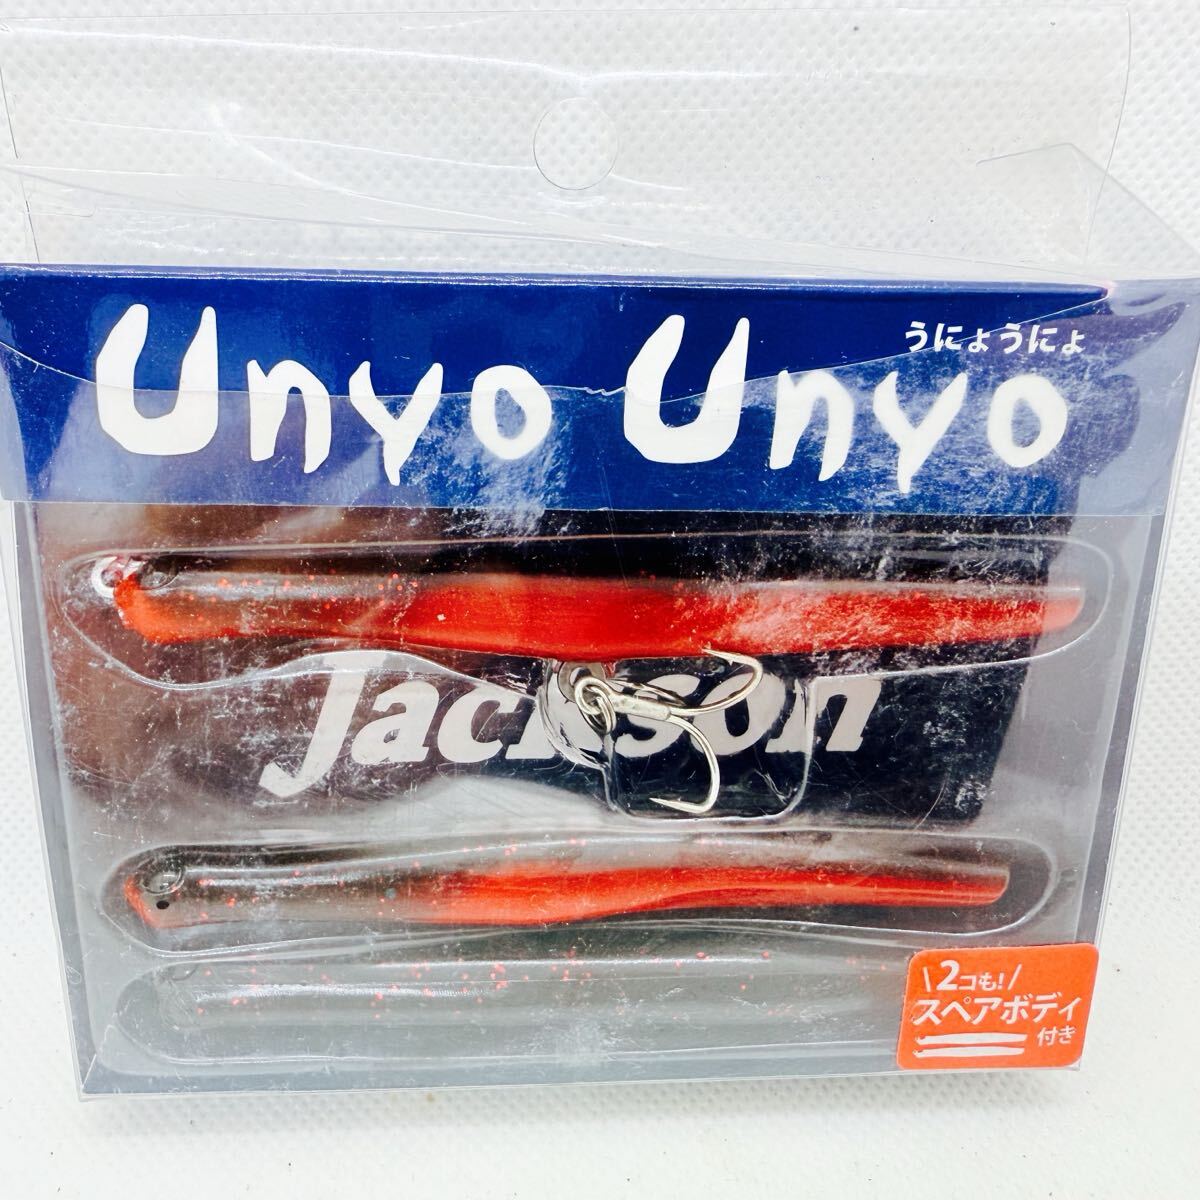 うにょうにょ
Unyo Unyo
Jackson
\2コも!/
スペアボディ
付き